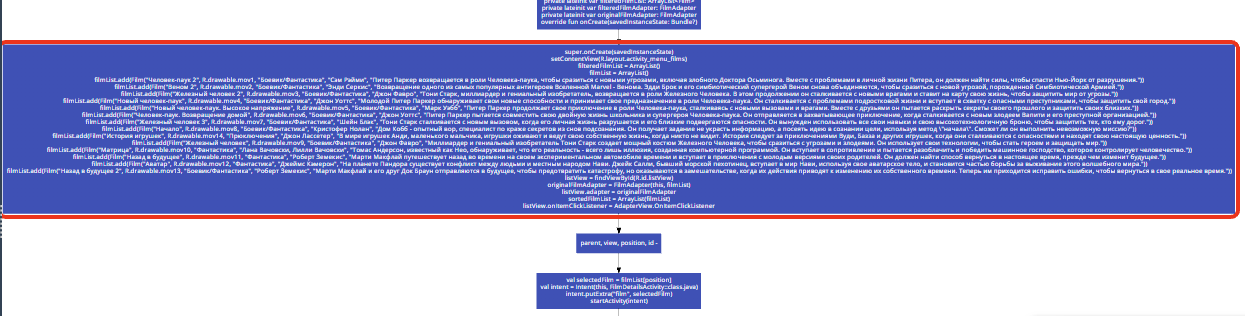 private lateinit var filteredFilmList: ArrayList<Film>
private lateinit var filteredFilmAdapter: FilmAdapter
private lateinit var originalFilmAdapter: FilmAdapter
override fun onCreate(savedInstanceState: Bundle?)
super.onCreate(savedInstanceState)
setContentView(R.layout.activity_menu_films)
filteredFilmList = ArrayList()
filmList = ArrayList()
filmList.add(Film("Человек-паук 2", R.drawable.mov1, "Боевик/Фантастика", "Сэм Рэйми", "Питер Паркер возвращается в роли Человека-паука, чтобы сразиться с новыми угрозами, включая злобного Доктора Осьминога. Вместе с проблемами в личной жизни Питера, он должен найти силы, чтобы спасти Нью-Йорк от разрушения."))
filmList.add(Film("Веном 2", R.drawable.mov2, "Боевик/Фантастика", "Энди Серкис", "Возвращение одного из самых популярных антигероев Вселенной Marvel - Венома. Эдди Брок и его симбиотический супергерой Веном снова объединяются, чтобы сразиться с новой угрозой, порожденной Симбиотической Армией."))
filmList.add(Film("Железный человек 2", R.drawable.mov3, "Боевик/Фантастика", "Джон Фавро", "Тони Старк, миллиардер и гениальный изобретатель, возвращается в роли Железного Человека. В этом продолжении он сталкивается с новыми врагами и ставит на карту свою жизнь, чтобы защитить мир от угрозы."))
filmList.add(Film("Новый человек-паук", R.drawable.mov4, "Боевик/Фантастика", "Джон Уоттс", "Молодой Питер Паркер обнаруживает свои новые способности и принимает свое предназначение в роли Человека-паука. Он сталкивается с проблемами подростковой жизни и вступает в схватку с опасным преступником, чтобы защитить свой город."))
filmList.add(Film("Новый человек-паук. Высокое напряжение", R.drawable.mov5, "Боевик/Фантастика", "Марк Уэбб", "Питер Паркер продолжает свои приключения в роли Человека-паука, сталкиваясь с новыми вызовами и врагами. Вместе с друзьями он пытается раскрыть секреты своего прошлого и защитить своих близких."))
filmList.add(Film("Человек-паук. Возвращение домой", R.drawable.mov6, "Боевик/Фантастика", "Джон Уоттс", "Питер Паркер пытается совместить свою двойную жизнь школьника и супергероя Человека-паука. Он отправляется в захватывающее приключение, когда сталкивается с новым злодеем Валпи и его преступной организацией."))
filmList.add(Film("Железный человек 3", R.drawable.mov7, "Боевик/Фантастика", "Шейн Блэк", "Тони Старк сталкивается с новым вызовом, когда его личная жизнь разрушается и его близкие подвергаются опасности. Он вынужден использовать все свои навыки и свою высокотехнологичную броню, чтобы защитить тех, кто ему дорог."))
filmList.add(Film("Начало", R.drawable.mov8, "Боевик/Фантастика", "Кристофер Нолан", "Дом Кобб - опытный вор, специалист по краже секретов из снов подсознания. Он получает задание не украсть информацию, а посеять идею в сознании цели, используя метод \"начала\". Сможет ли он выполнить невозможную миссию?"))
filmList.add(Film("Железный человек", R.drawable.mov9, "Боевик/Фантастика", "Джон Фавро", "Миллиардер и гениальный изобретатель Тони Старк создает мощный костюм Железного Человека, чтобы сразиться с угрозами и злодеями. Он использует свои технологии, чтобы стать героем и защищать мир."))
filmList.add(Film("История игрушек", R.drawable.mov14, "Приключения", "Джон Лассетер", "В мире игрушек Анди, маленького мальчика, игрушки оживают и ведут свою собственную жизнь, когда никто не видит. История следует за приключениями Вуди, Базза и других игрушек, когда они сталкиваются с опасностями и находят свою настоящую ценность."))
filmList.add(Film("Матрица", R.drawable.mov10, "Фантастика", "Лана Вачовски, Лилли Вачовски", "Томас Андерсон, известный как Нео, обнаруживает, что его реальность - всего лишь иллюзия, созданная компьютерной программой. Он вступает в сопротивление и пытается разоблачить и победить машинное господство, которое контролирует человечество."))
filmList.add(Film("Назад в будущее", R.drawable.mov11, "Фантастика", "Роберт Земекис", "Марти Макфлай путешествует назад во времени на своем экспериментальном автомобиле времени и вступает в приключения с молодыми версиями своих родителей. Он должен найти способ вернуться в настоящее время, прежде чем изменит будущее."))
filmList.add(Film("Аватар", R.drawable.mov12, "Фантастика", "Джеймс Кэмерон", "На планете Пандора существует конфликт между людьми и местным народом Нави. Джейк Салли, бывший морской пехотинец, вступает в мир Нави, используя свое аватарское тело, и становится частью борьбы за выживание этого волшебного мира."))
filmList.add(Film("Назад в будущее 2", R.drawable.mov13, "Боевик/Фантастика", "Роберт Земекис", "Марти Макфлай и его друг Док Браун отправляются в будущее, чтобы предотвратить катастрофу, но оказываются в замешательстве, когда их действия приводят к изменению их собственного времени. Теперь им приходится исправить ошибки, чтобы вернуться в свое реальное время."))
listView = findViewById(R.id.listView)
originalFilmAdapter = FilmAdapter(this, filmList)
listView.adapter = originalFilmAdapter
sortedFilmList = ArrayList(filmList)
listView.onItemClickListener = AdapterView.OnItemClickListener
parent, view, position, id -
val selectedFilm = filmList[position]
val intent = Intent(this, FilmDetailsActivity::class.java)
intent.putExtra("film", selectedFilm)
startActivity(intent)